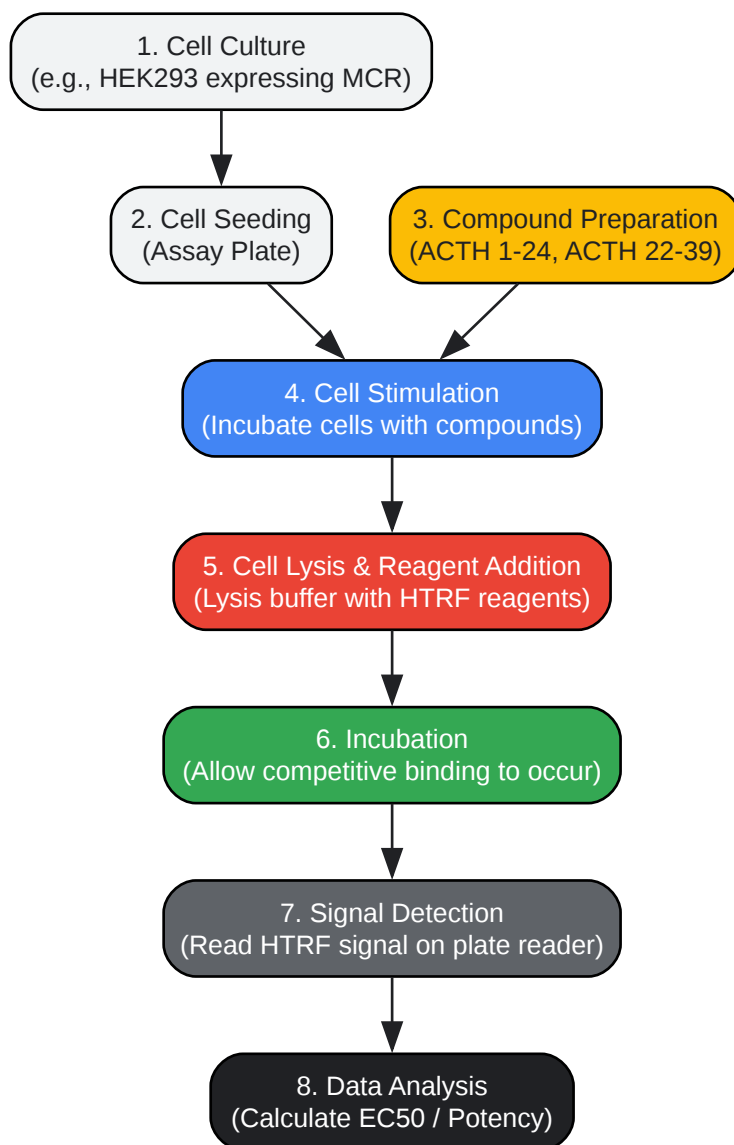 1. Cell Culture
(e.g., HEK293 expressing MCR)
2. Cell Seeding
(Assay Plate)
3. Compound Preparation
(ACTH 1-24, ACTH 22-39)
4. Cell Stimulation
(Incubate cells with compounds)
5. Cell Lysis & Reagent Addition
(Lysis buffer with HTRF reagents)
6. Incubation
(Allow competitive binding to occur)
7. Signal Detection
(Read HTRF signal on plate reader)
8. Data Analysis
(Calculate EC50 / Potency)